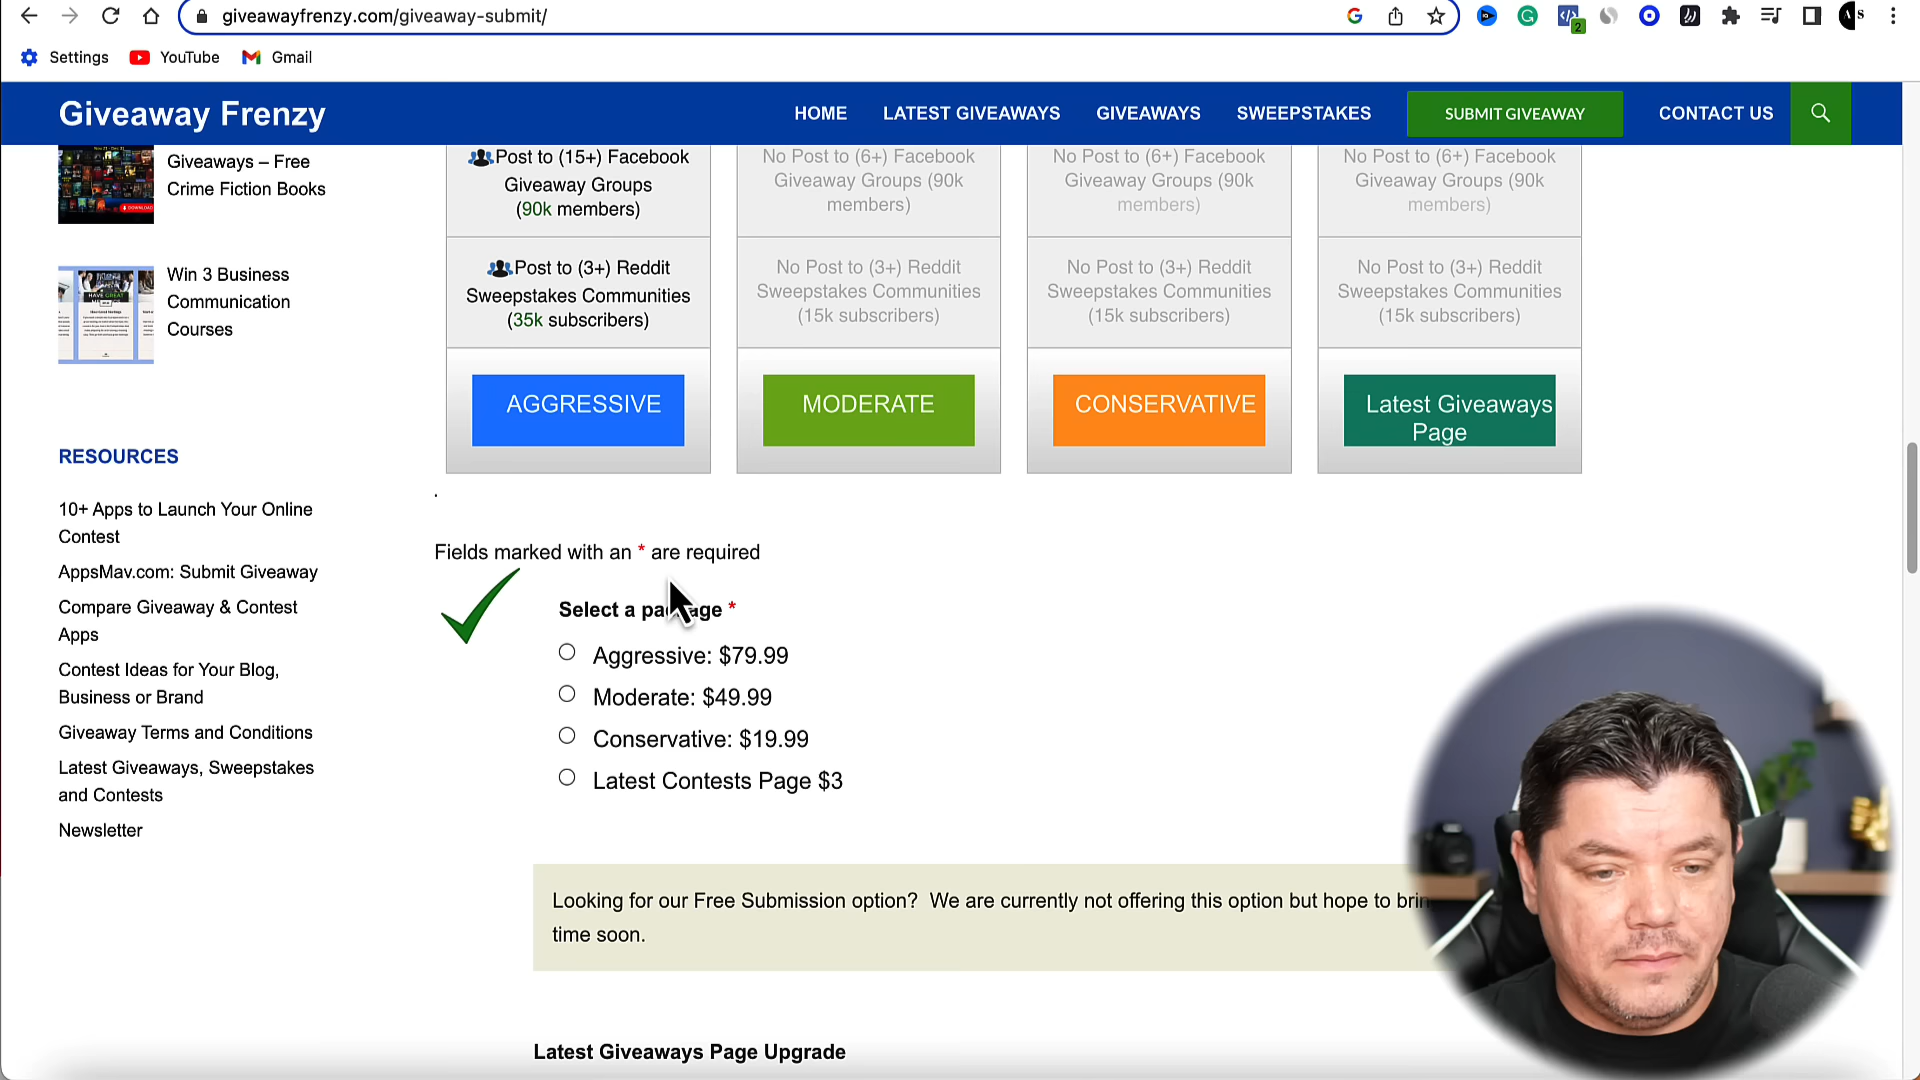 giveawayfrenzy.com/giveaway-submit/
2
Settings YouTube Gmail
Giveaway Frenzy
HOME LATEST GIVEAWAYS GIVEAWAYS SWEEPSTAKES SUBMIT GIVEAWAY CONTACT US
Giveaways – Free
Crime Fiction Books
Win 3 Business
Communication
Courses
RESOURCES
10+ Apps to Launch Your Online
Contest
AppsMav.com: Submit Giveaway
Compare Giveaway & Contest
Apps
Contest Ideas for Your Blog,
Business or Brand
Giveaway Terms and Conditions
Latest Giveaways, Sweepstakes
and Contests
Newsletter
Post to (15+) Facebook
Giveaway Groups
(90k members)
Post to (3+) Reddit
Sweepstakes Communities
(35k subscribers)
AGGRESSIVE
No Post to (6+) Facebook
Giveaway Groups (90k
members)
No Post to (3+) Reddit
Sweepstakes Communities
(15k subscribers)
MODERATE
No Post to (6+) Facebook
Giveaway Groups (90k
members)
No Post to (3+) Reddit
Sweepstakes Communities
(15k subscribers)
CONSERVATIVE
No Post to (6+) Facebook
Giveaway Groups (90k
members)
No Post to (3+) Reddit
Sweepstakes Communities
(15k subscribers)
Latest Giveaways
Page
.
Fields marked with an * are required
Select a package *
Aggressive: $79.99
Moderate: $49.99
Conservative: $19.99
Latest Contests Page $3
Looking for our Free Submission option? We are currently not offering this option but hope to
time soon.
Latest Giveaways Page Upgrade